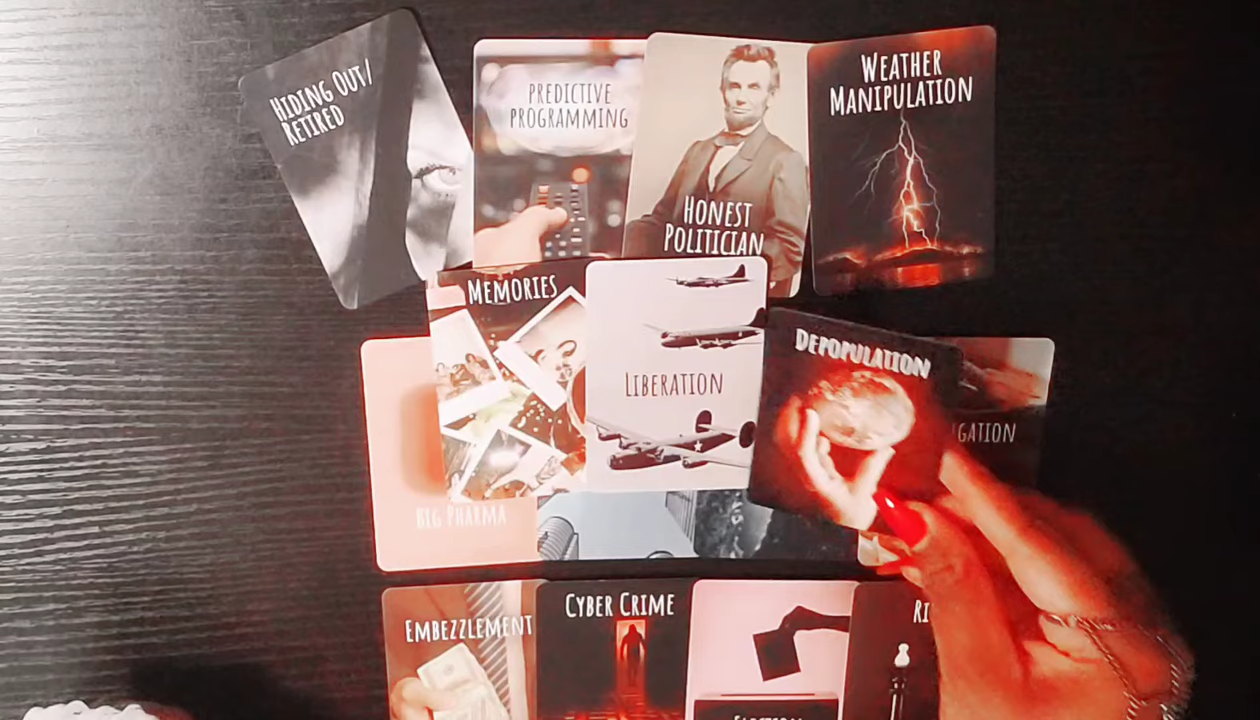 HIDING OUT/
RETIRED
PREDICTIVE
PROGRAMMING
HONEST
POLITICIAN
WEATHER
MANIPULATION
MEMORIES
LIBERATION
DEPOPULATION
BIG PHARMA
EMBEZZLEMENT
CYBER CRIME